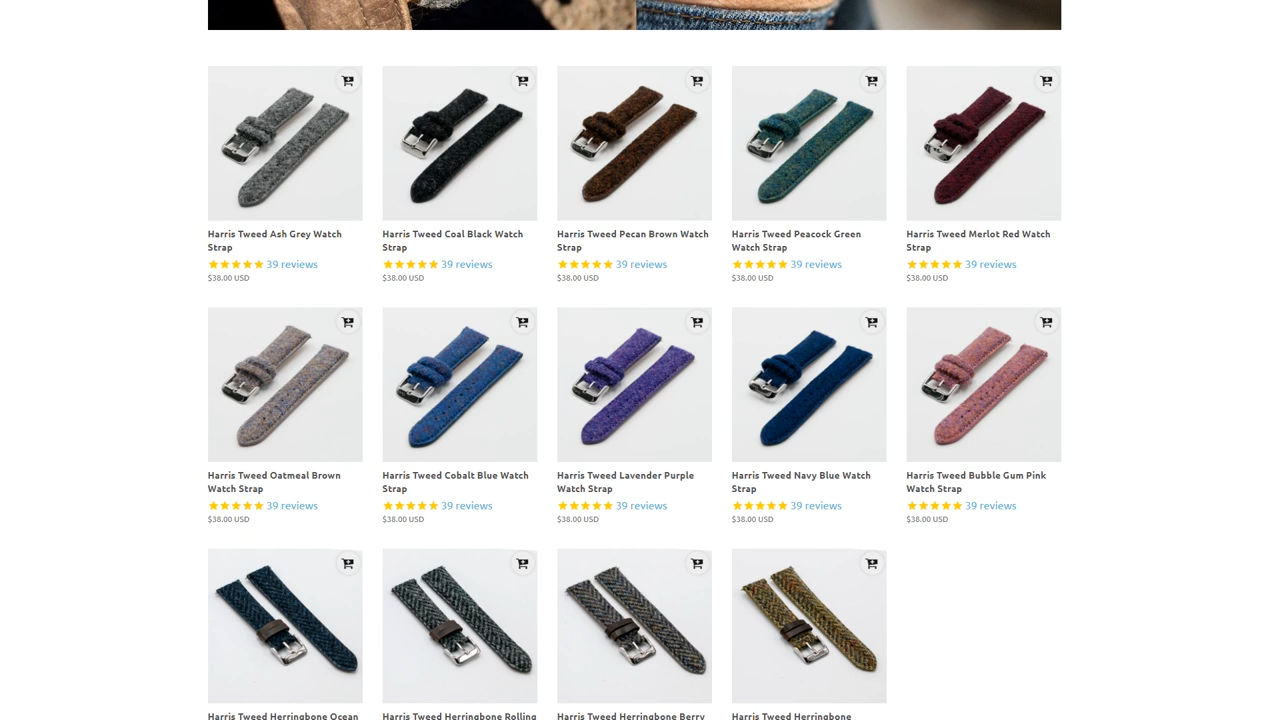 Harris Tweed Ash Grey Watch
Strap
39 reviews
$38.00 USD
Harris Tweed Coal Black Watch
Strap
39 reviews
$38.00 USD
Harris Tweed Pecan Brown Watch
Strap
39 reviews
$38.00 USD
Harris Tweed Peacock Green
Watch Strap
39 reviews
$38.00 USD
Harris Tweed Merlot Red Watch
Strap
39 reviews
$38.00 USD
Harris Tweed Oatmeal Brown
Watch Strap
39 reviews
$38.00 USD
Harris Tweed Cobalt Blue Watch
Strap
39 reviews
$38.00 USD
Harris Tweed Lavender Purple
Watch Strap
39 reviews
$38.00 USD
Harris Tweed Navy Blue Watch
Strap
39 reviews
$38.00 USD
Harris Tweed Bubble Gum Pink
Watch Strap
39 reviews
$38.00 USD
Harris Tweed Herringbone Ocean
Harris Tweed Herringbone Rolling
Harris Tweed Herringbone Berry
Harris Tweed Herringbone